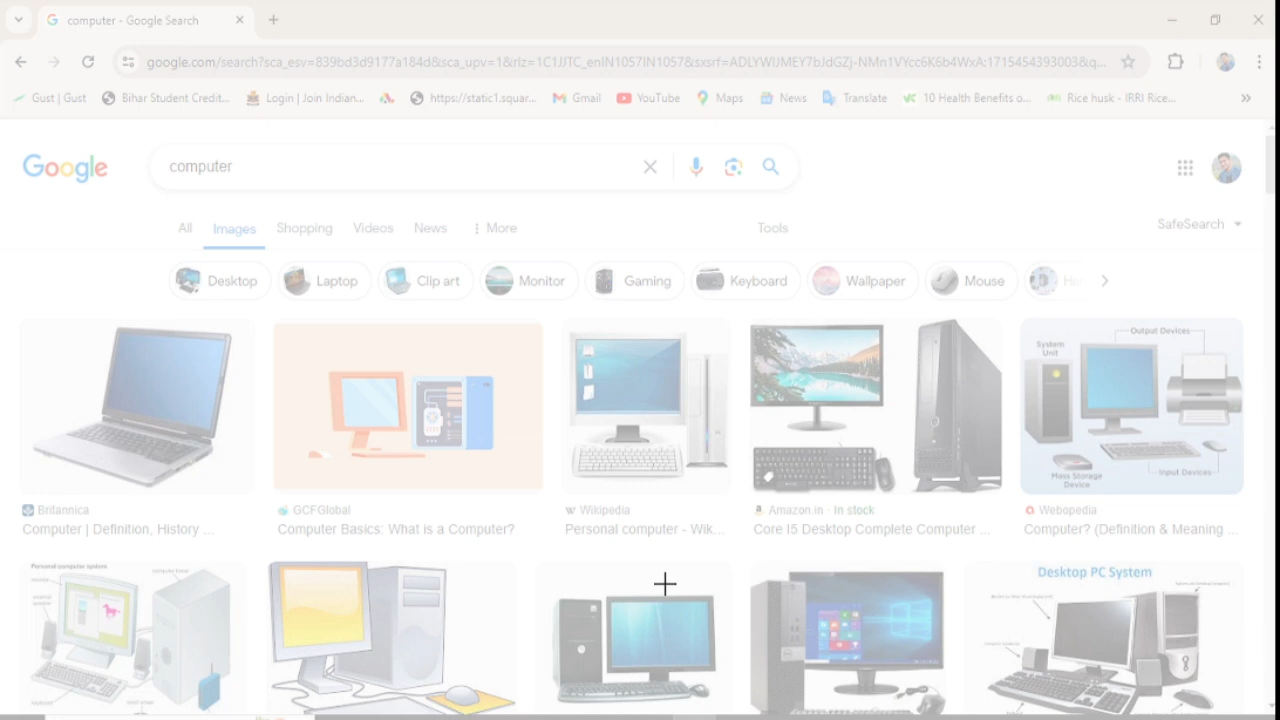 computer - Google Search
google.com/search?sca_esv=839bd3d9177a184d&sca_upv=1&rlz=1C1JJTC_enIN1057IN1057&sxsrf=ADLYWIJMEY7bJdGZj-NMn1VYcc6K6b4WxA:1715454393003&q...
Gust | Gust
Bihar Student Credit...
Login | Join Indian...
https://static1.squar...
Gmail
YouTube
Maps
News
Translate
10 Health Benefits o...
Rice husk - IRRI Rice...
Google
computer
All
Images
Shopping
Videos
News
More
Tools
SafeSearch
Desktop
Laptop
Clip art
Monitor
Gaming
Keyboard
Wallpaper
Mouse
Output Devices
System
Unit
Mass Storage
Device
Input Devices
Britannica
Computer | Definition, History ...
GCFGlobal
Computer Basics: What is a Computer?
W Wikipedia
Personal computer - Wik...
Amazon.in · In stock
Core I5 Desktop Complete Computer ...
Webopedia
Computer? (Definition & Meaning ...
Personal computer system
Desktop PC System